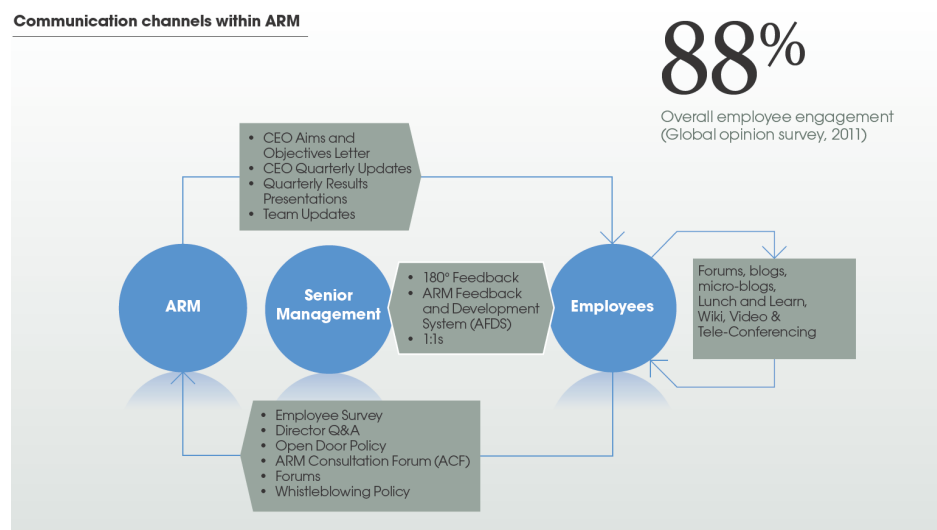 Communication channels within ARM
88%
Overall employee engagement
(Global opinion survey, 2011)
• CEO Aims and
Objectives Letter
• CEO Quarterly Updates
• Quarterly Results
Presentations
• Team Updates
ARM
Senior
Management
• 180° Feedback
• ARM Feedback
and Development
System (AFDS)
• 1:1s
Employees
Forums, blogs,
micro-blogs,
Lunch and Learn,
Wiki, Video &
Tele-Conferencing
• Employee Survey
• Director Q&A
• Open Door Policy
• ARM Consultation Forum (ACF)
• Forums
• Whistleblowing Policy